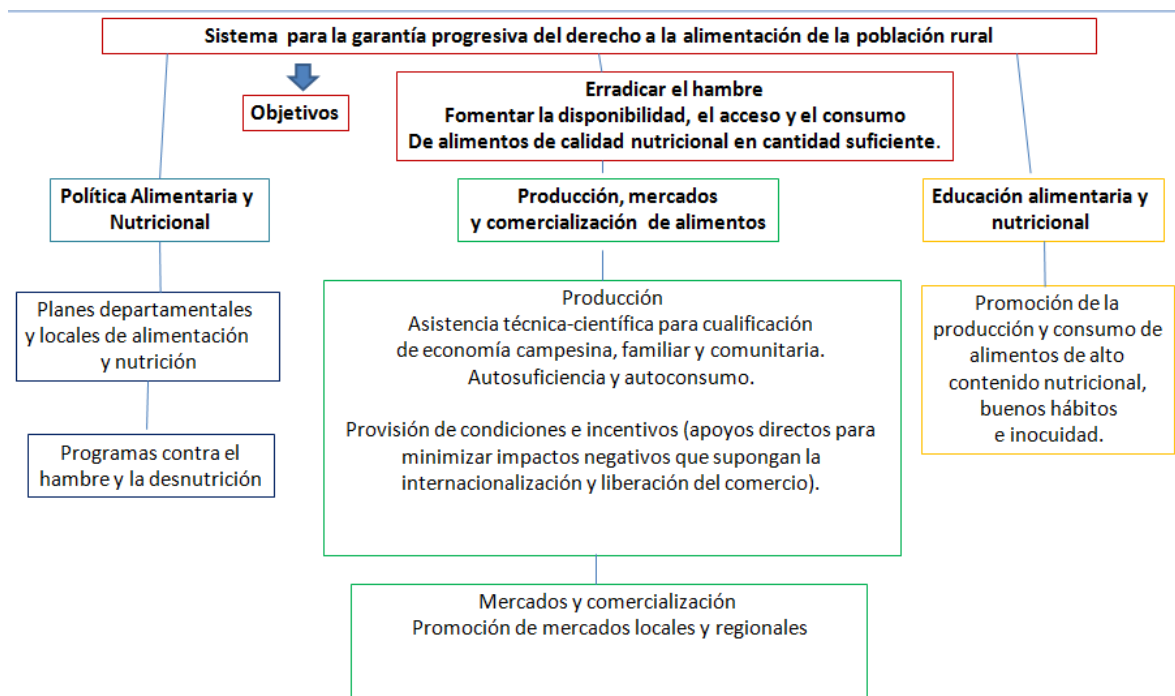 Sistema para la garantía progresiva del derecho a la alimentación de la población rural
Objetivos
Erradicar el hambre
Fomentar la disponibilidad, el acceso y el consumo
De alimentos de calidad nutricional en cantidad suficiente.
Política Alimentaria y
Nutricional
Planes departamentales
y locales de alimentación
y nutrición
Programas contra el
hambre y la desnutrición
Producción, mercados
y comercialización de alimentos
Producción
Asistencia técnica-científica para cualificación
de economía campesina, familiar y comunitaria.
Autosuficiencia y autoconsumo.
Provisión de condiciones e incentivos (apoyos directos para
minimizar impactos negativos que supongan la
internacionalización y liberación del comercio).
Mercados y comercialización
Promoción de mercados locales y regionales
Educación alimentaria y
nutricional
Promoción de la
producción y consumo de
alimentos de alto
contenido nutricional,
buenos hábitos
e inocuidad.